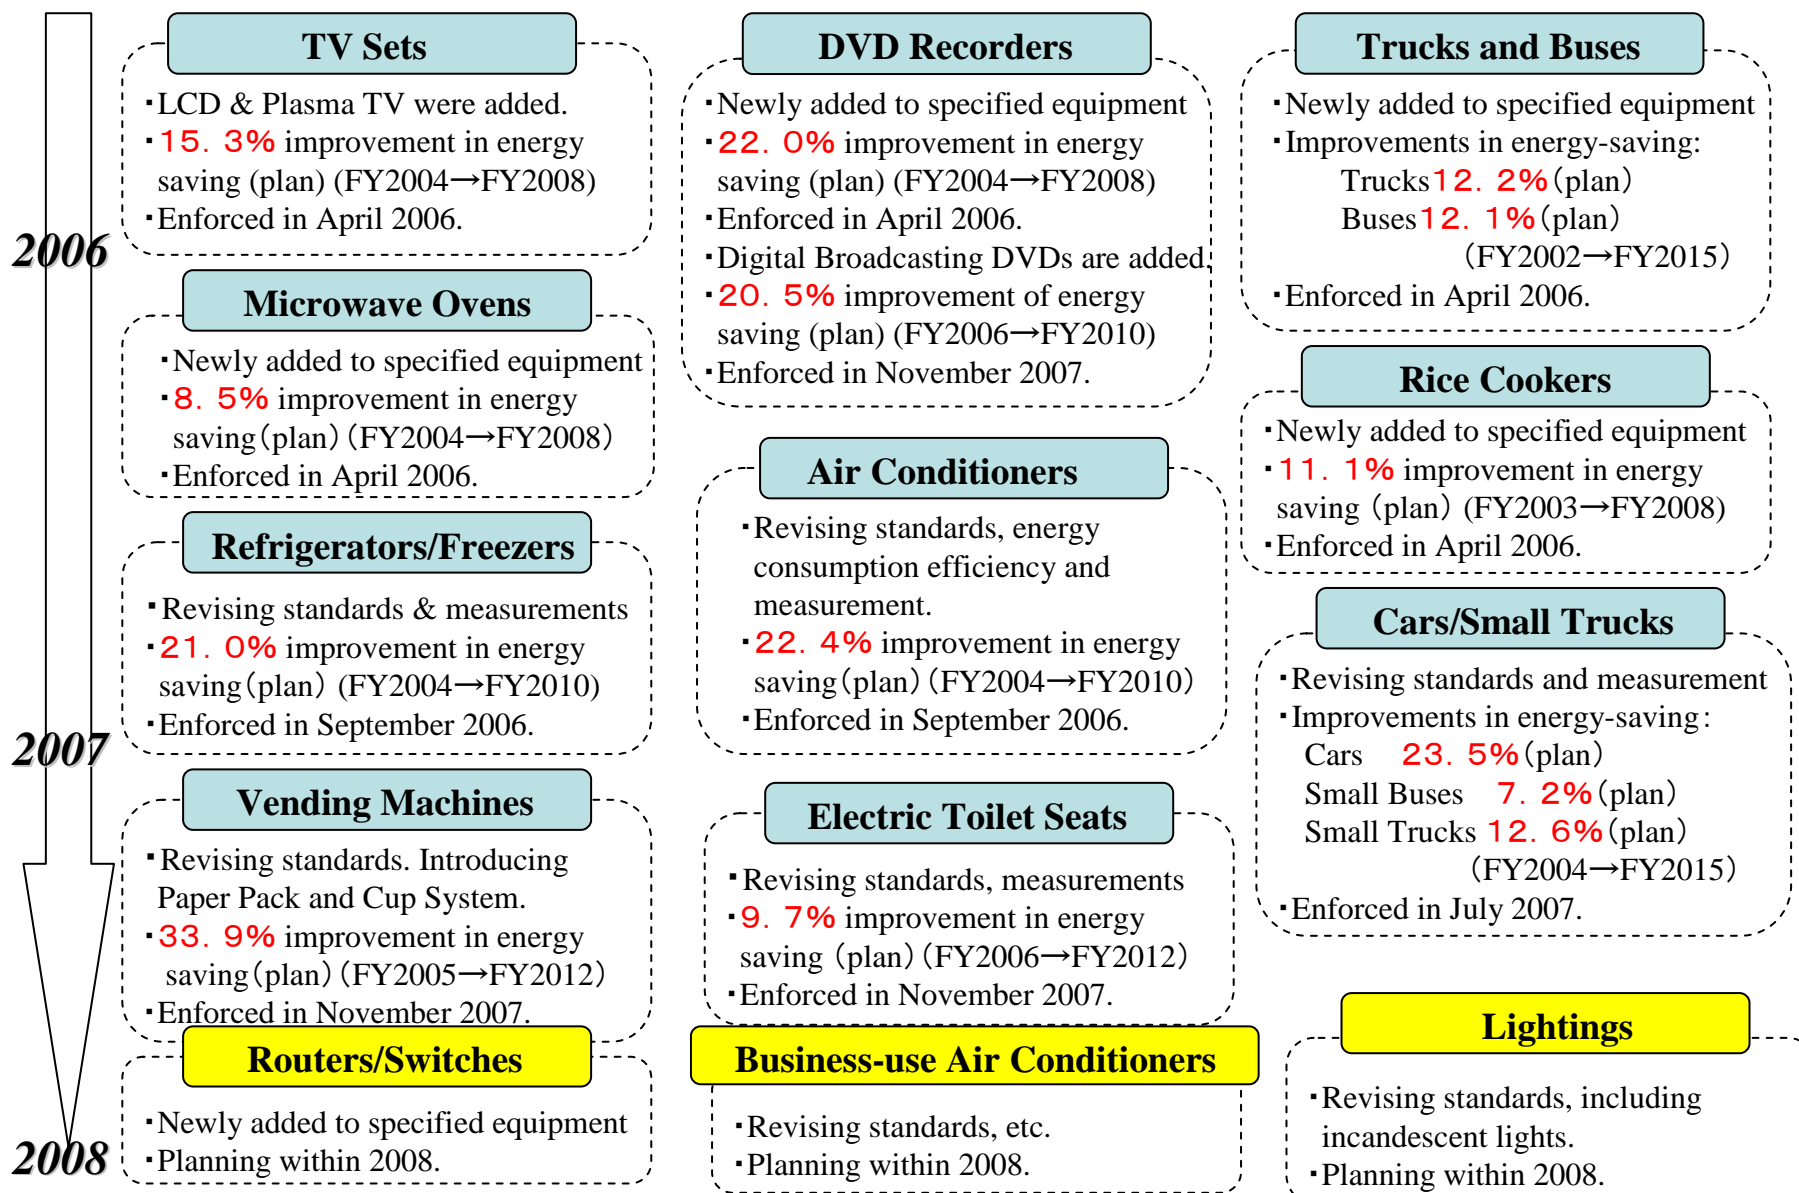 2006
2007
2008
TV Sets
･LCD & Plasma TV were added.
･15.3% improvement in energy
saving (plan) (FY2004→FY2008)
･Enforced in April 2006.
Microwave Ovens
･Newly added to specified equipment
･8.5% improvement in energy
saving(plan)(FY2004→FY2008)
･Enforced in April 2006.
Refrigerators/Freezers
･Revising standards & measurements
･21.0% improvement in energy
saving(plan) (FY2004→FY2010)
･Enforced in September 2006.
Vending Machines
･Revising standards. Introducing
Paper Pack and Cup System.
･33.9% improvement in energy
saving(plan)(FY2005→FY2012)
･Enforced in November 2007.
Routers/Switches
･Newly added to specified equipment
･Planning within 2008.
DVD Recorders
･Newly added to specified equipment
･22.0% improvement in energy
saving (plan) (FY2004→FY2008)
･Enforced in April 2006.
･Digital Broadcasting DVDs are added.
･20.5% improvement of energy
saving (plan) (FY2006→FY2010)
･Enforced in November 2007.
Air Conditioners
･Revising standards, energy
consumption efficiency and
measurement.
･22.4% improvement in energy
saving(plan)(FY2004→FY2010)
･Enforced in September 2006.
Electric Toilet Seats
･Revising standards, measurements
･9.7% improvement in energy
saving (plan)(FY2006→FY2012)
･Enforced in November 2007.
Business-use Air Conditioners
･Revising standards, etc.
･Planning within 2008.
Trucks and Buses
･Newly added to specified equipment
･Improvements in energy-saving:
Trucks12.2%(plan)
Buses12.1%(plan)
(FY2002→FY2015)
･Enforced in April 2006.
Rice Cookers
･Newly added to specified equipment
･11.1% improvement in energy
saving (plan) (FY2003→FY2008)
･Enforced in April 2006.
Cars/Small Trucks
･Revising standards and measurement
･Improvements in energy-saving:
Cars 23.5%(plan)
Small Buses 7.2%(plan)
Small Trucks 12.6%(plan)
(FY2004→FY2015)
･Enforced in July 2007.
Lightings
･Revising standards, including
incandescent lights.
･Planning within 2008.